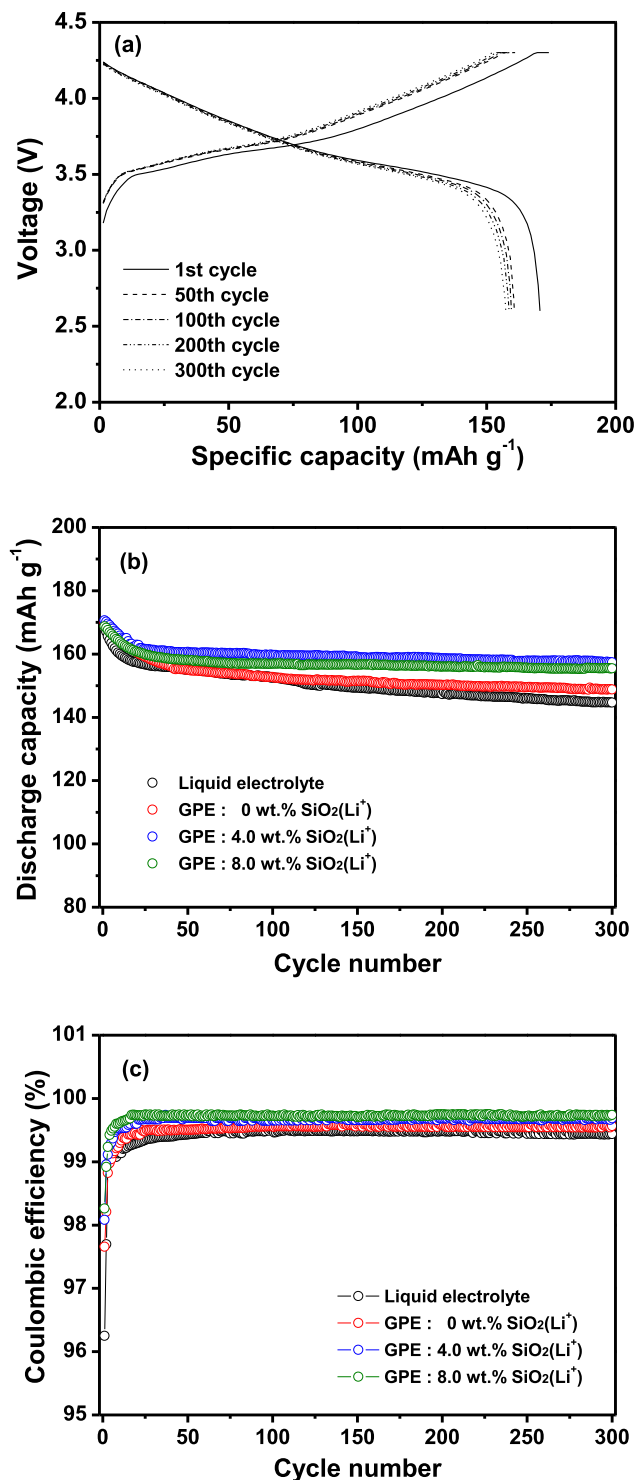 (a)
4.5
4.0
3.5
3.0
2.5
2.0
Voltage (V)
1st cycle
50th cycle
100th cycle
200th cycle
300th cycle
0 50 100 150 200
Specific capacity (mAh g⁻¹)
(b)
200
180
160
140
120
100
80
Discharge capacity (mAh g⁻¹)
Liquid electrolyte
GPE : 0 wt.% SiO₂(Li⁺)
GPE : 4.0 wt.% SiO₂(Li⁺)
GPE : 8.0 wt.% SiO₂(Li⁺)
0 50 100 150 200 250 300
Cycle number
(c)
101
100
99
98
97
96
95
Coulombic efficiency (%)
Liquid electrolyte
GPE : 0 wt.% SiO₂(Li⁺)
GPE : 4.0 wt.% SiO₂(Li⁺)
GPE : 8.0 wt.% SiO₂(Li⁺)
0 50 100 150 200 250 300
Cycle number